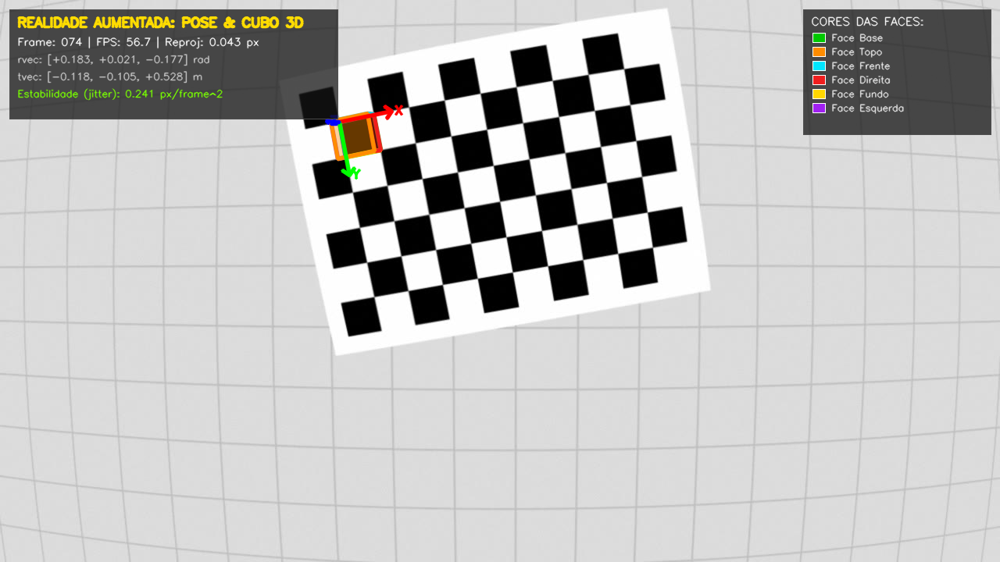 REALIDADE AUMENTADA: POSE & CUBO 3D
Frame: 074 | FPS: 56.7 | Reproj: 0.043 px
rvec: [+0.183, +0.021, -0.177] rad
tvec: [-0.118, -0.105, +0.528] m
Estabilidade (jitter): 0.241 px/frame^2
CORES DAS FACES:
Face Base
Face Topo
Face Frente
Face Direita
Face Fundo
Face Esquerda
X
Y